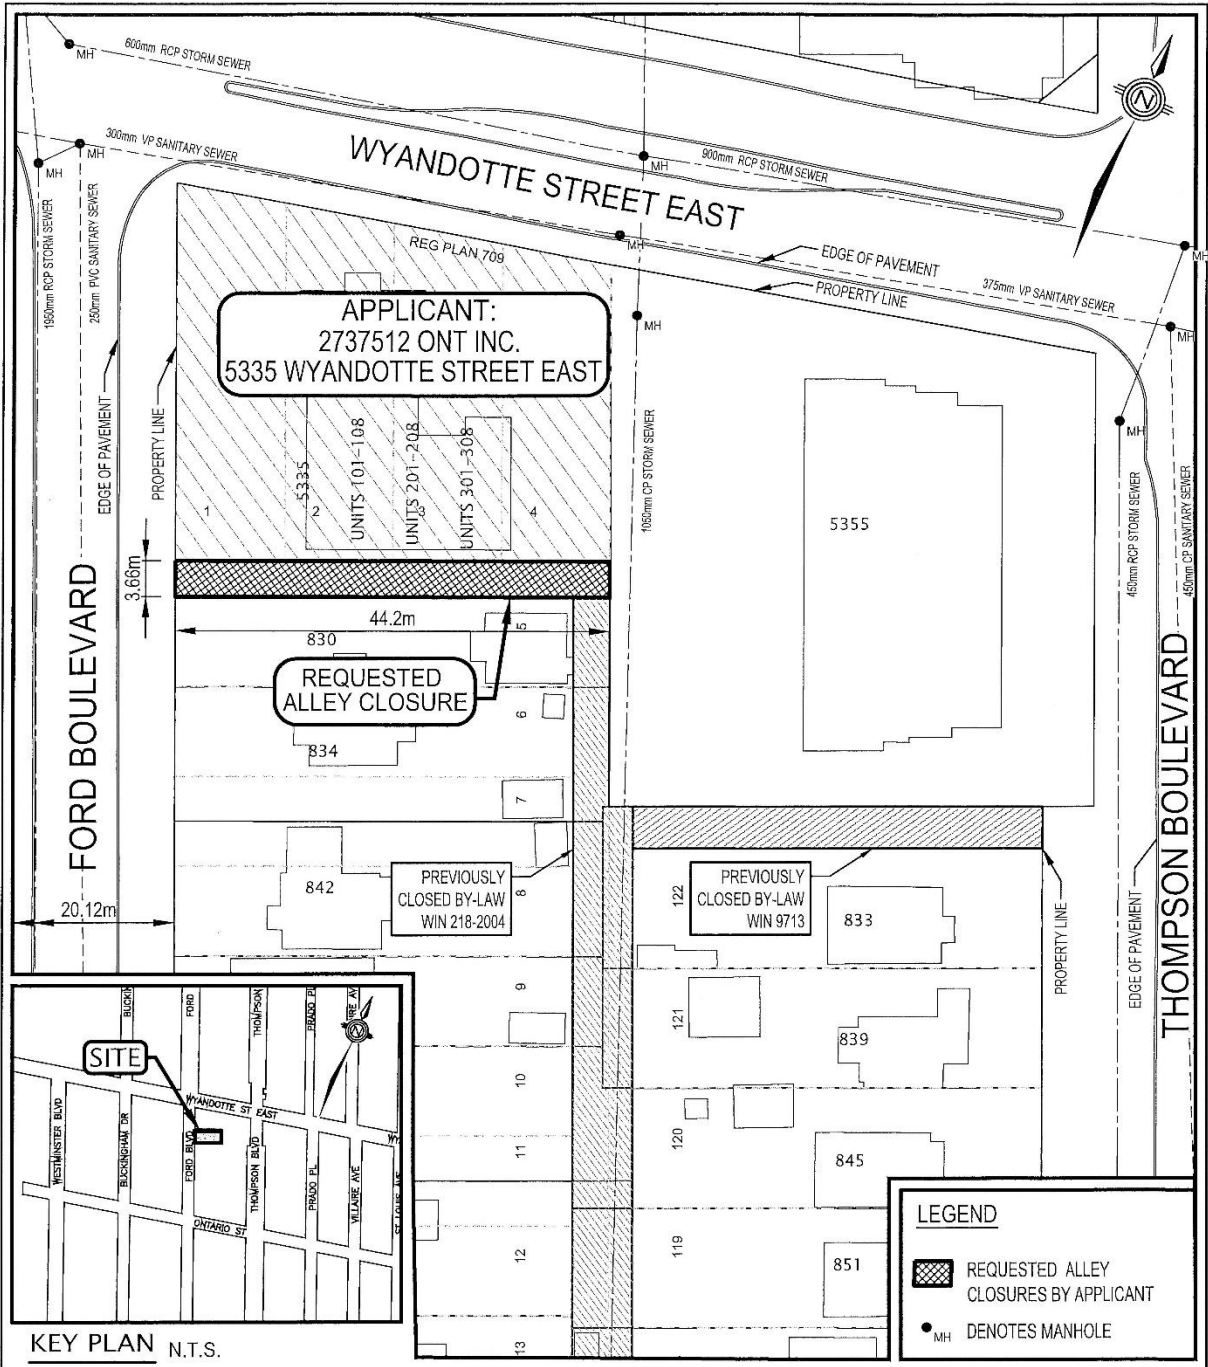 600mm RCP STORM SEWER
MH
N
300mm VP SANITARY SEWER
MH
MH
WYANDOTTE STREET EAST
900mm RCP STORM SEWER
MH
MH
MH
REG PLAN 709
EDGE OF PAVEMENT
PROPERTY LINE
375mm VP SANITARY SEWER
MH
MH
MH
1950mm RCP STORM SEWER
250mm PVC SANITARY SEWER
EDGE OF PAVEMENT
PROPERTY LINE
APPLICANT:
2737512 ONT INC.
5335 WYANDOTTE STREET EAST
5335
UNITS 101-108
UNITS 201-208
UNITS 301-308
1
2
3
4
1050mm CP STORM SEWER
5355
450mm RCP STORM SEWER
450mm CP SANITARY SEWER
3.66m
44.2m
FORD BOULEVARD
THOMPSON BOULEVARD
830
5
REQUESTED
ALLEY CLOSURE
6
834
7
842
8
PREVIOUSLY
CLOSED BY-LAW
WIN 218-2004
PREVIOUSLY
CLOSED BY-LAW
WIN 9713
122
833
20.12m
PROPERTY LINE
EDGE OF PAVEMENT
9
121
839
10
120
11
845
12
119
851
13
BUCKIN
FORD
THOMPSON
PRADO PL
IRE AV
N
SITE
WYANDOTTE ST EAST
WY
WESTMINSTER BLVD
BUCKINGHAM DR
FORD BLVD
THOMPSON BLVD
PRADO PL
VILLAIRE AVE
ST LOUIS AVE
ONTARIO ST
KEY PLAN N.T.S.
LEGEND
REQUESTED ALLEY
CLOSURES BY APPLICANT
MH DENOTES MANHOLE